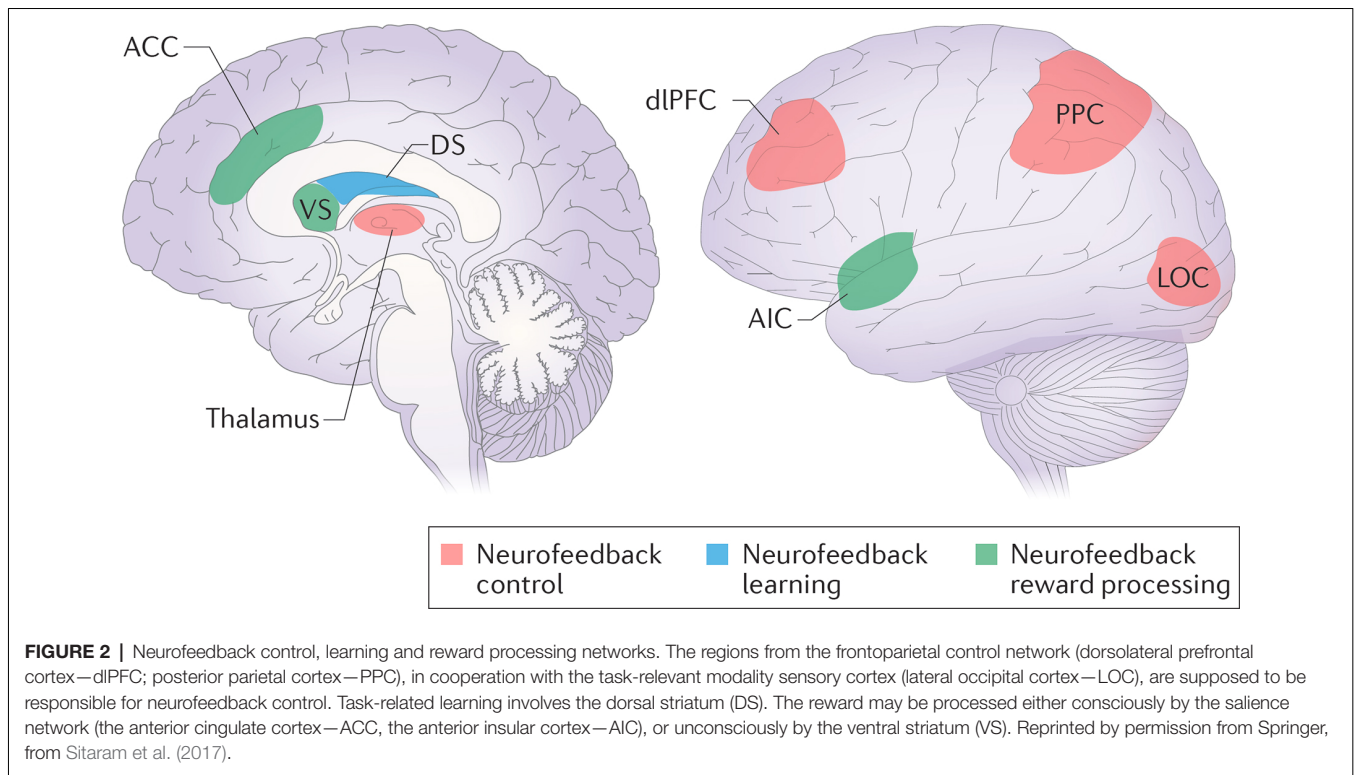 ACC
DS
VS
Thalamus
dlPFC
PPC
AIC
LOC
Neurofeedback
control
Neurofeedback
learning
Neurofeedback
reward processing
FIGURE 2 | Neurofeedback control, learning and reward processing networks. The regions from the frontoparietal control network (dorsolateral prefrontal
cortex—dlPFC; posterior parietal cortex—PPC), in cooperation with the task-relevant modality sensory cortex (lateral occipital cortex—LOC), are supposed to be
responsible for neurofeedback control. Task-related learning involves the dorsal striatum (DS). The reward may be processed either consciously by the salience
network (the anterior cingulate cortex—ACC, the anterior insular cortex—AIC), or unconsciously by the ventral striatum (VS). Reprinted by permission from Springer,
from Sitaram et al. (2017).